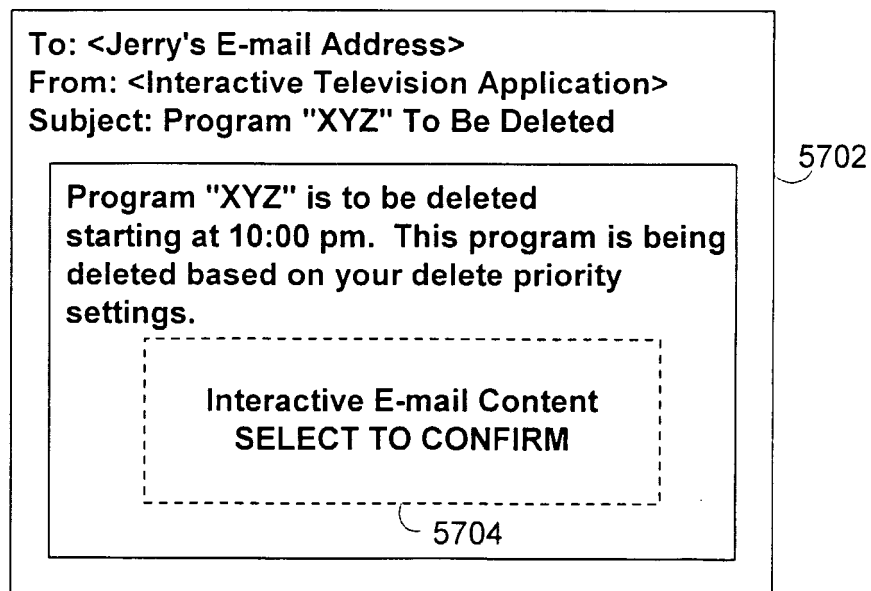 To: <Jerry's E-mail Address>
From: <Interactive Television Application>
Subject: Program "XYZ" To Be Deleted
5702
Program "XYZ" is to be deleted
starting at 10:00 pm.  This program is being
deleted based on your delete priority
settings.
Interactive E-mail Content
SELECT TO CONFIRM
5704